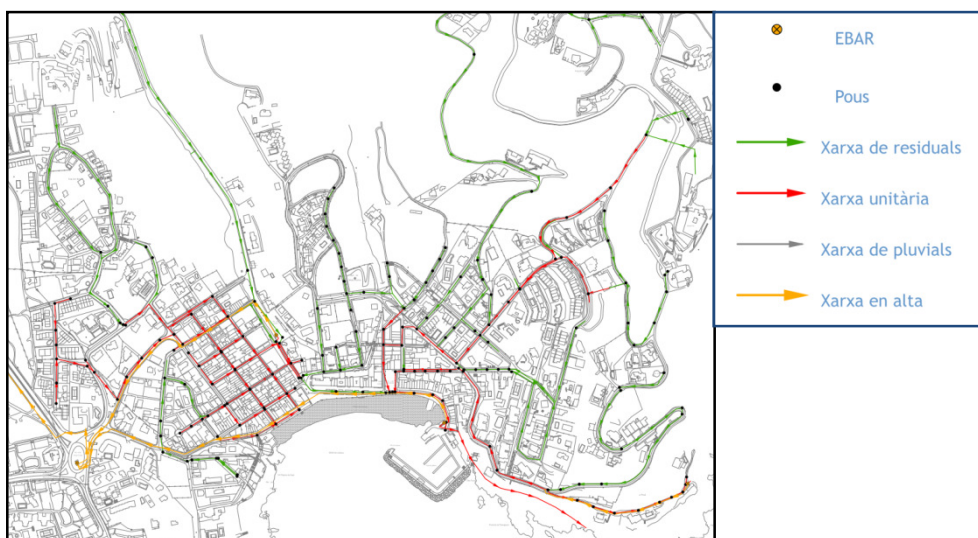 EBAR
Pous
Xarxa de residuals
Xarxa unitària
Xarxa de pluvials
Xarxa en alta